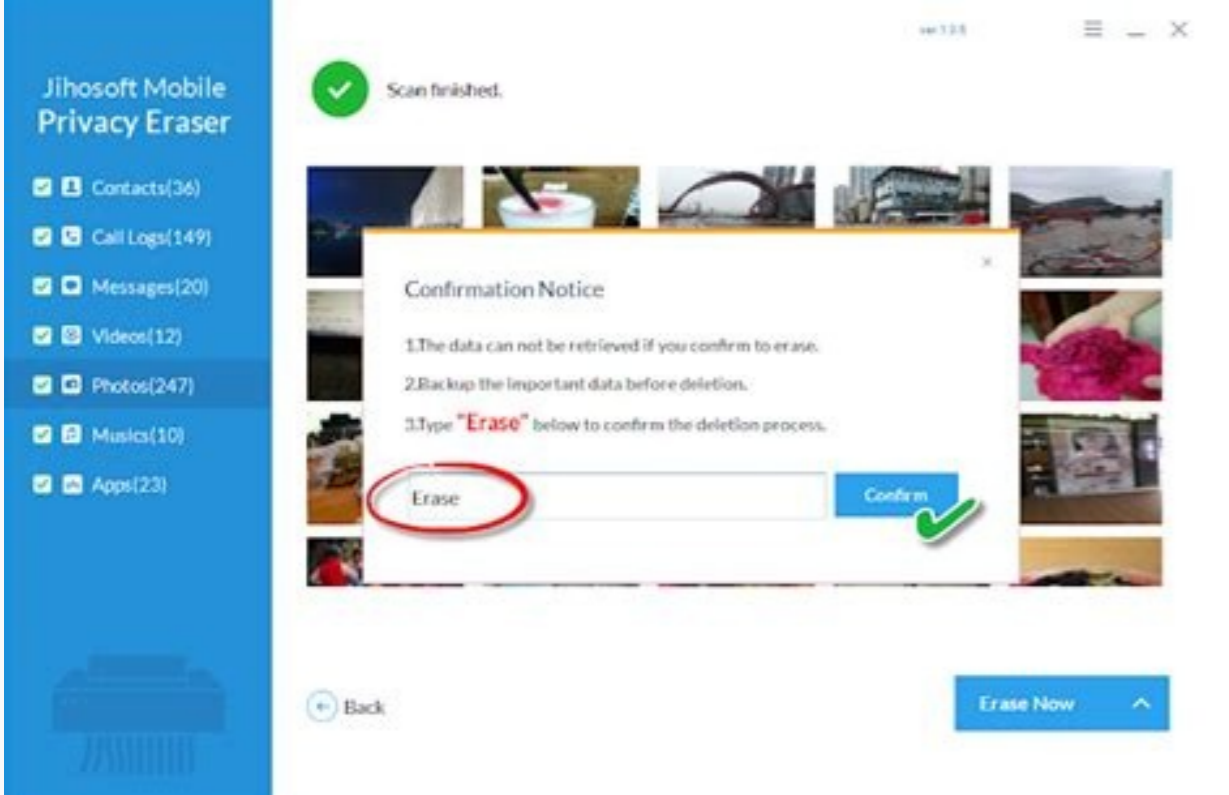 Jihosoft Mobile
Privacy Eraser
Contacts(36)
Call Logs(149)
Messages(20)
Videos(12)
Photos(247)
Musics(10)
Apps(23)
Scan finished.
Confirmation Notice
1.The data can not be retrieved if you confirm to erase.
2.Backup the important data before deletion.
3.Type "Erase" below to confirm the deletion process.
Erase
Confirm
Back
Erase Now